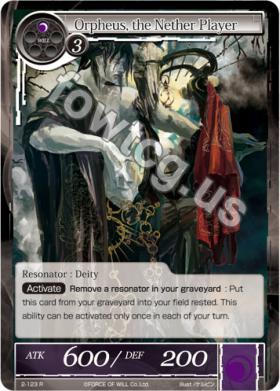 Orpheus, the Nether Player
WILL
3
fowtcg.us
Resonator : Deity
Activate Remove a resonator in your graveyard : Put
this card from your graveyard into your field rested. This
ability can be activated only once in each of your turn.
ATK 600/ DEF 200
2-123 R ©FORCE OF WILL Co.,Ltd. Illust